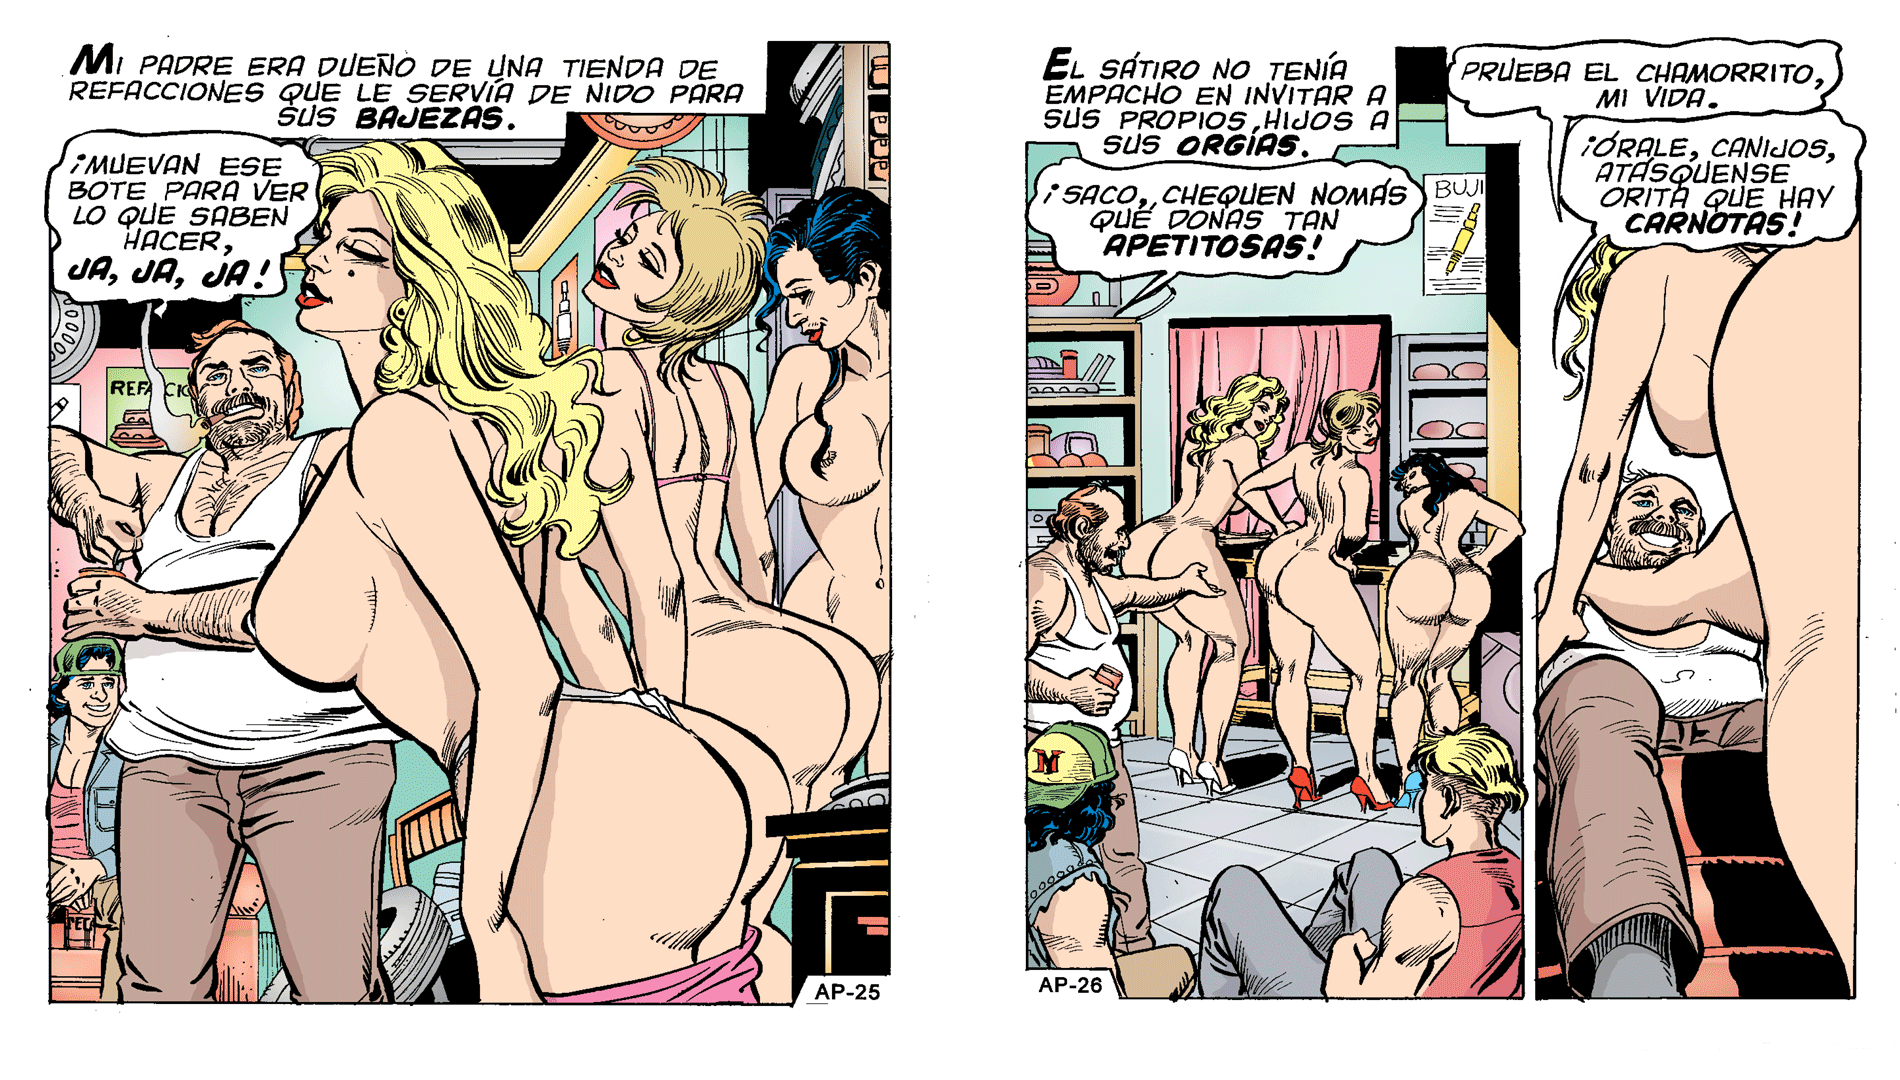 MI PADRE ERA DUEÑO DE UNA TIENDA DE
REFACCIONES QUE LE SERVÍA DE NIDO PARA
SUS BAJEZAS.
¡MUEVAN ESE
BOTE PARA VER
LO QUE SABEN
HACER,
JA, JA, JA!
REFACCIO
AP-25
EL SÁTIRO NO TENÍA
EMPACHO EN INVITAR A
SUS PROPIOS HIJOS A
SUS ORGÍAS.
¡SACO, CHEQUEN NOMÁS
QUÉ DONAS TAN
APETITOSAS!
BUJI
M
AP-26
PRUEBA EL CHAMORRITO,
MI VIDA.
¡ÓRALE, CANIJOS,
ATÁSQUENSE
ORITA QUE HAY
CARNOTAS!